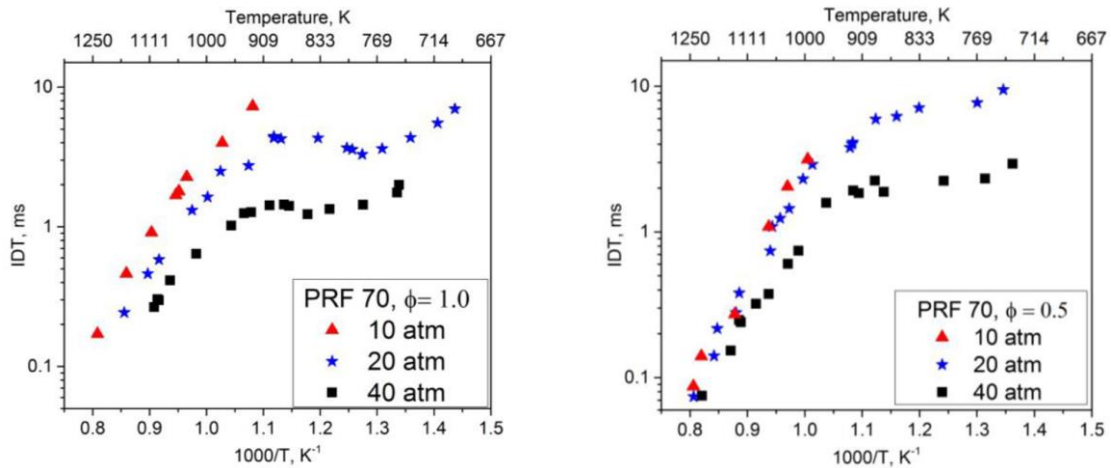 Temperature, K
1250 1111 1000 909 833 769 714 667
10
1
0.1
IDT, ms
PRF 70, ϕ= 1.0
10 atm
20 atm
40 atm
0.8 0.9 1.0 1.1 1.2 1.3 1.4 1.5
1000/T, K⁻¹
Temperature, K
1250 1111 1000 909 833 769 714 667
10
1
0.1
IDT, ms
PRF 70, ϕ = 0.5
10 atm
20 atm
40 atm
0.8 0.9 1.0 1.1 1.2 1.3 1.4 1.5
1000/T, K⁻¹